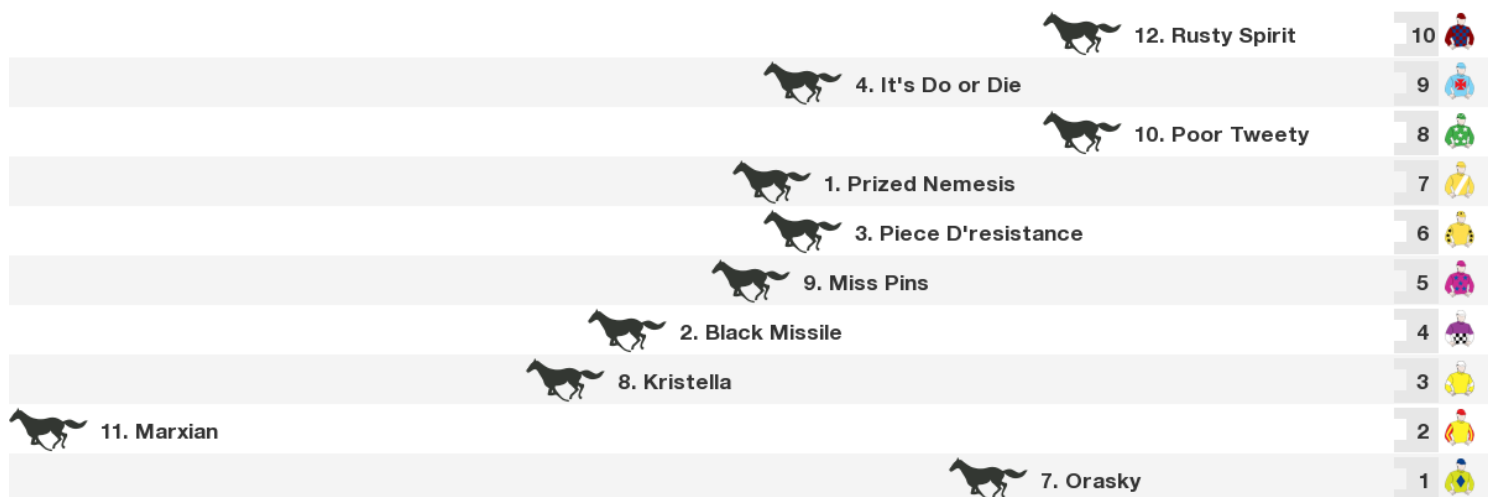 12. Rusty Spirit 10
4. It's Do or Die 9
10. Poor Tweety 8
1. Prized Nemesis 7
3. Piece D'resistance 6
9. Miss Pins 5
2. Black Missile 4
8. Kristella 3
11. Marxian 2
7. Orasky 1